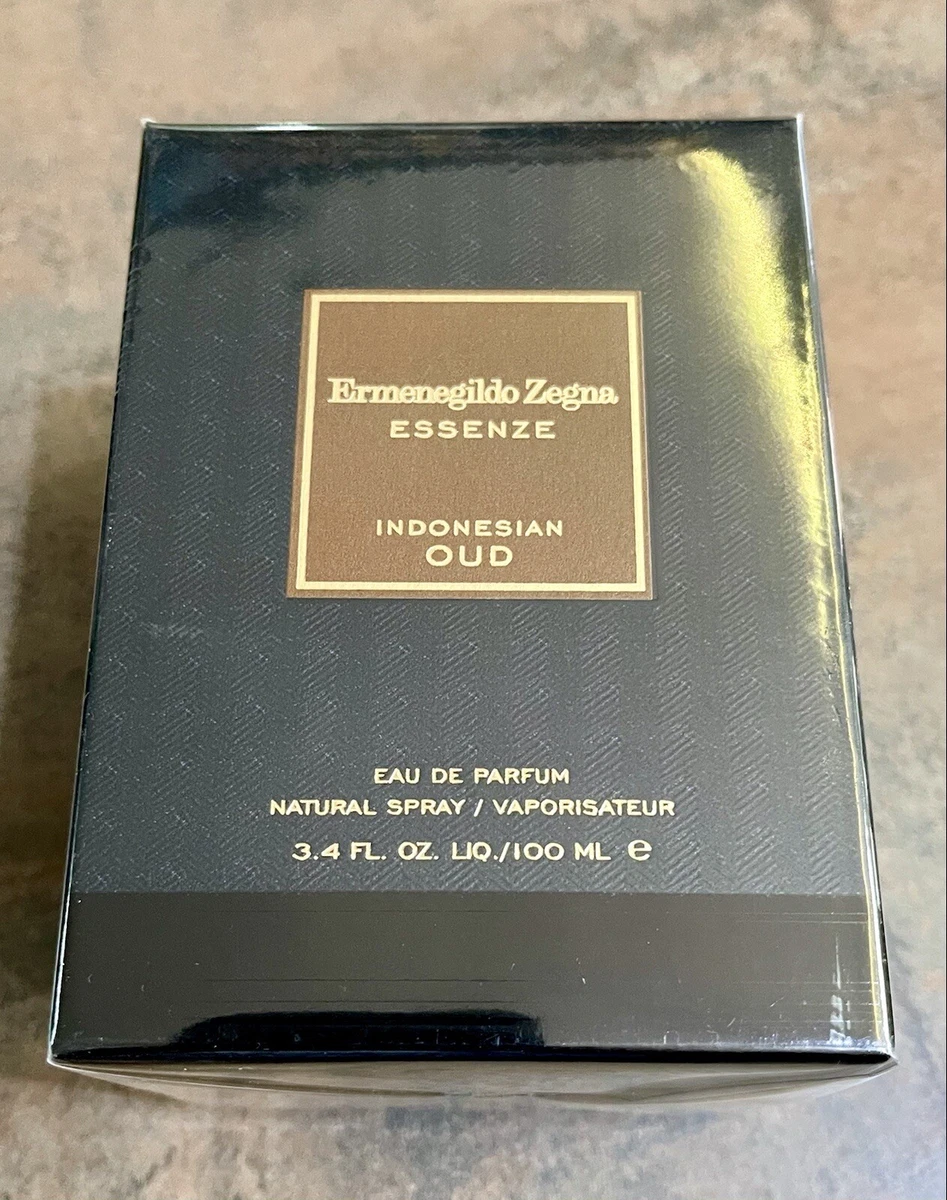 Ermenegildo Zegna
ESSENZE
INDONESIAN
OUD
EAU DE PARFUM
NATURAL SPRAY / VAPORISATEUR
3.4 FL. OZ. LIQ./100 ML ℮